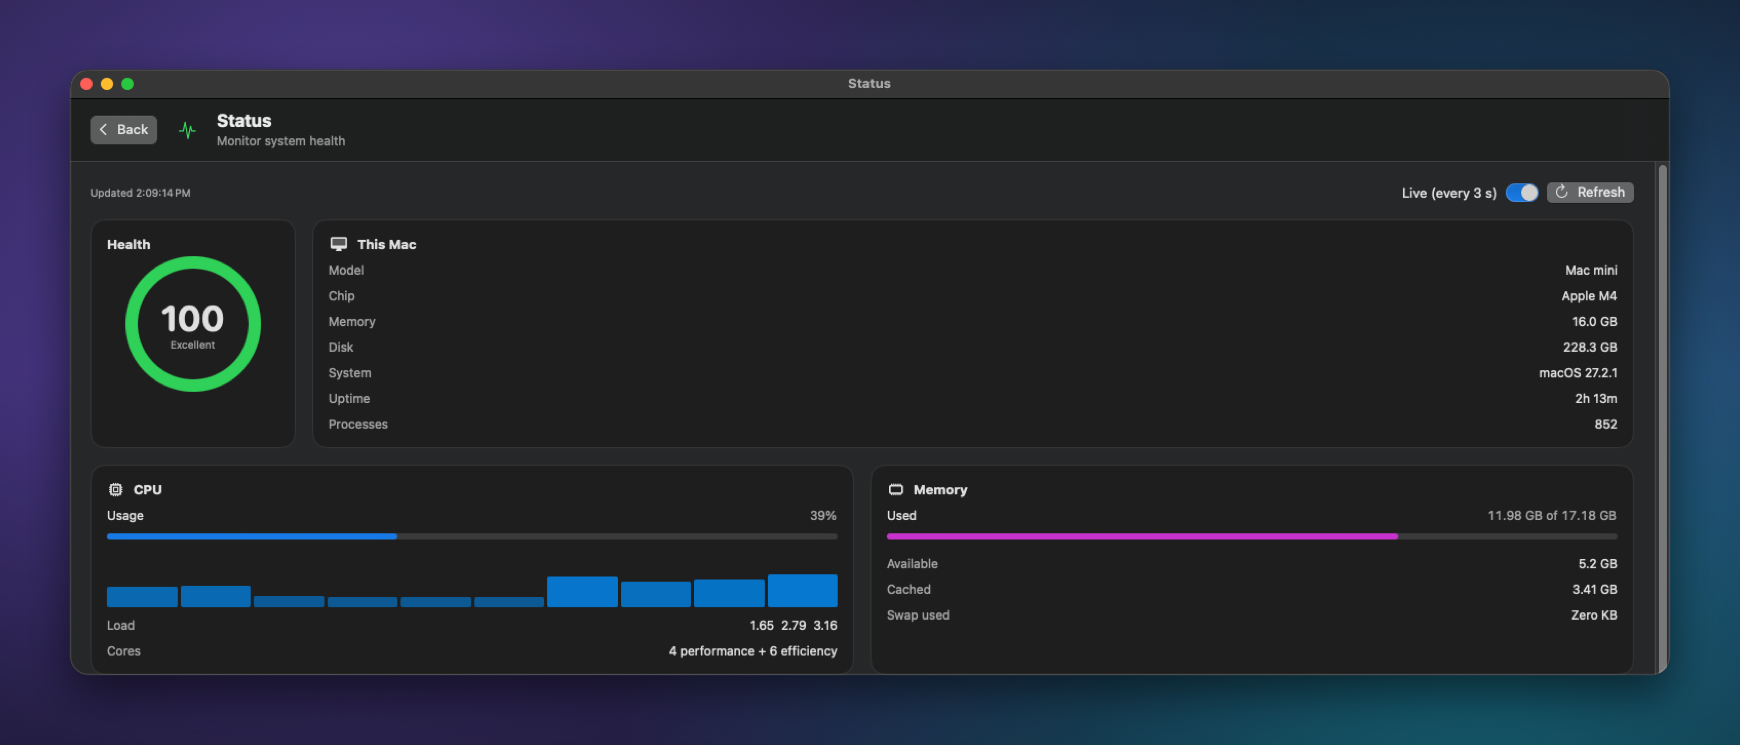 Status
Back
Status
Monitor system health
Updated 2:09:14 PM
Live (every 3 s)
Refresh
Health
100
Excellent
This Mac
Model Mac mini
Chip Apple M4
Memory 16.0 GB
Disk 228.3 GB
System macOS 27.2.1
Uptime 2h 13m
Processes 852
CPU
Usage 39%
Load 1.65 2.79 3.16
Cores 4 performance + 6 efficiency
Memory
Used 11.98 GB of 17.18 GB
Available 5.2 GB
Cached 3.41 GB
Swap used Zero KB